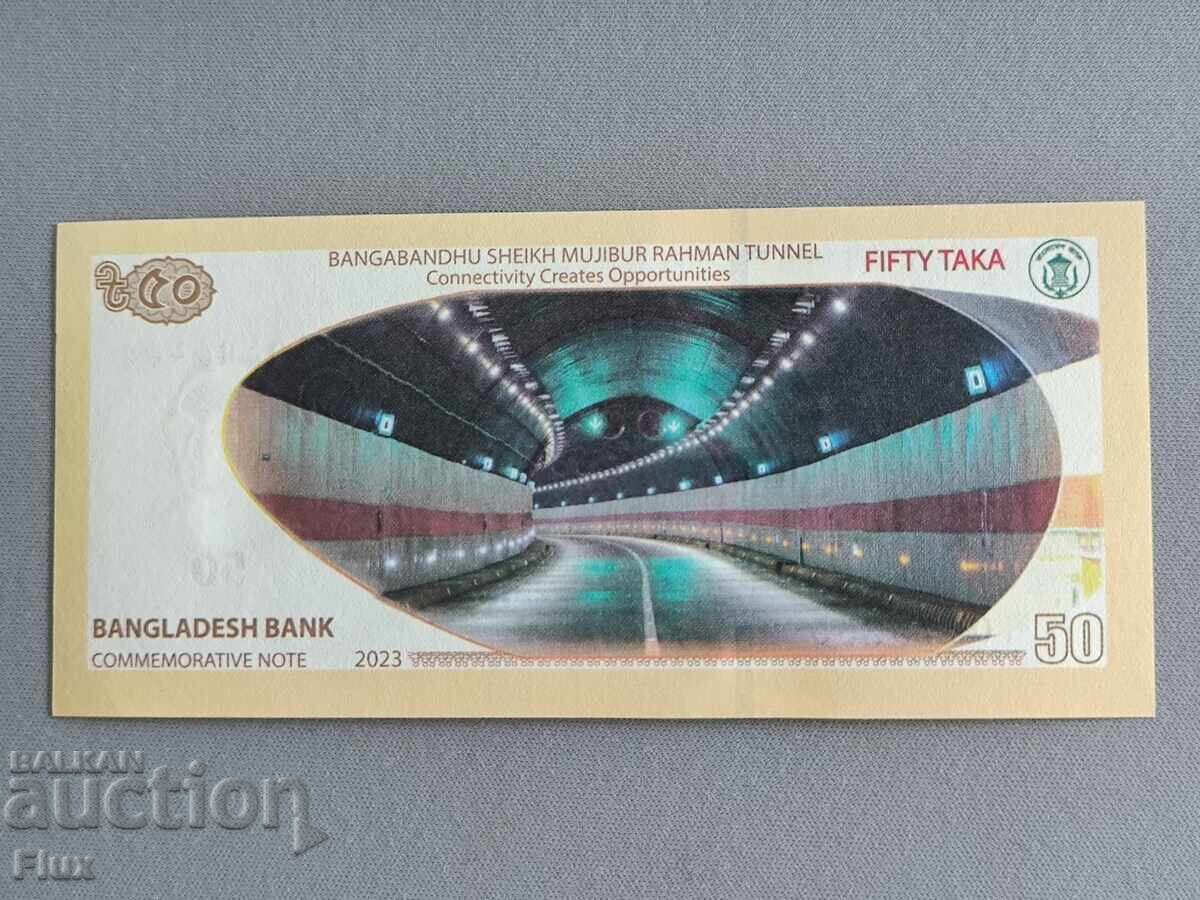 BANGABANDHU SHEIKH MUJIBUR RAHMAN TUNNEL
Connectivity Creates Opportunities
FIFTY TAKA
৳৫০
BANGLADESH BANK
COMMEMORATIVE NOTE 2023
50
BALKAN
auction
Flux